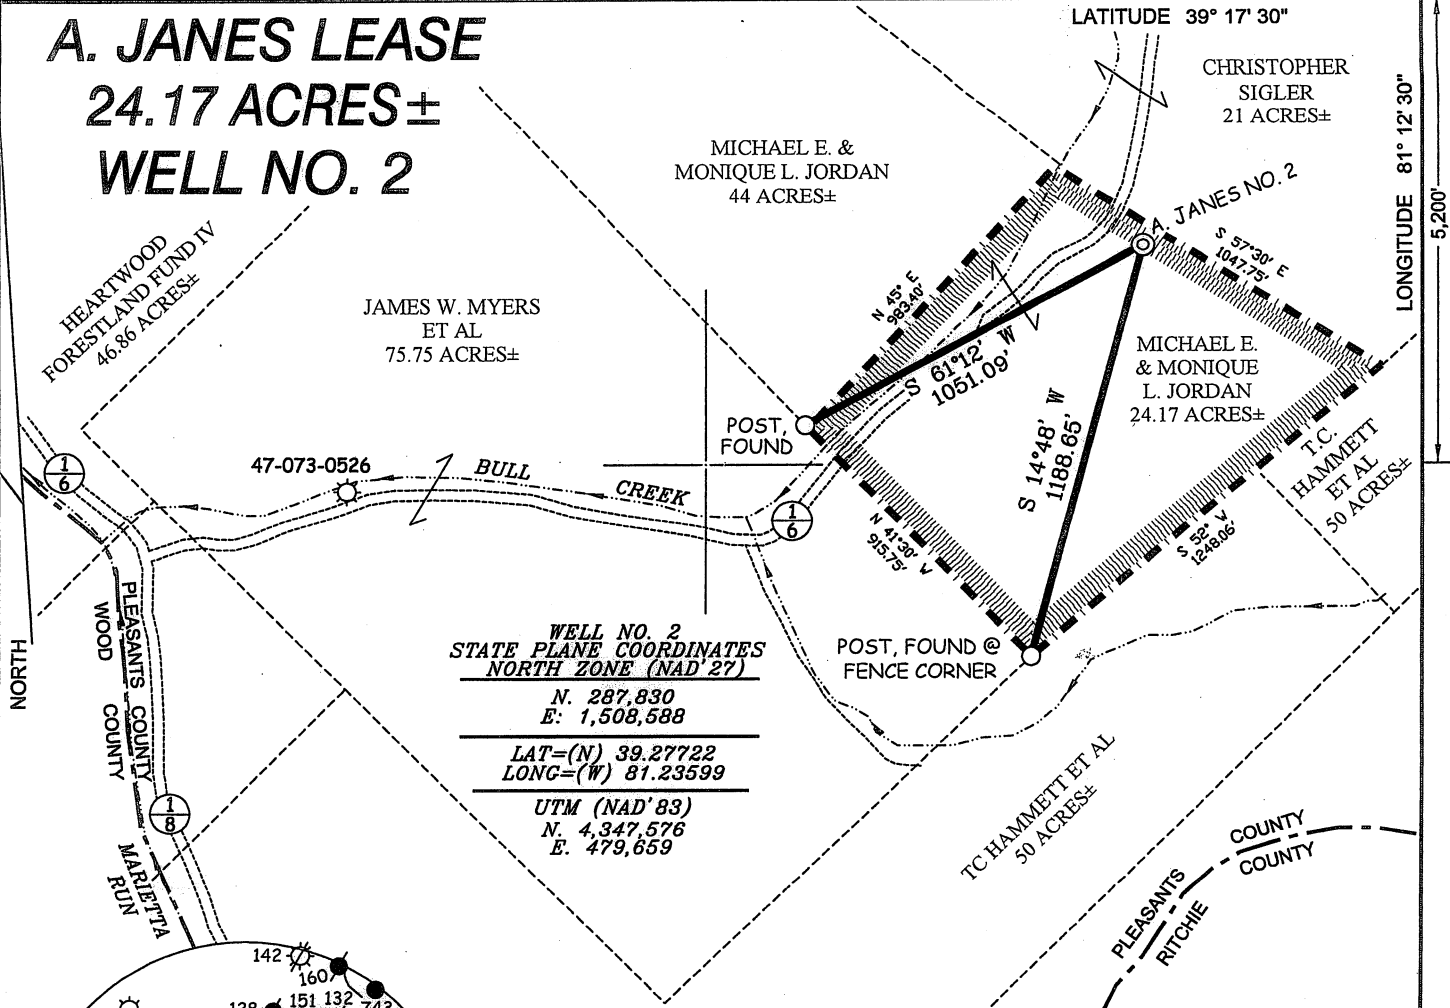 A. JANES LEASE
24.17 ACRES±
WELL NO. 2
LATITUDE 39° 17' 30"
CHRISTOPHER
SIGLER
21 ACRES±
LONGITUDE 81° 12' 30"
5,200'
MICHAEL E. &
MONIQUE L. JORDAN
44 ACRES±
A. JANES NO. 2
S 57°30' E
1047.75'
HEARTWOOD
FORESTLAND FUND IV
46.86 ACRES±
JAMES W. MYERS
ET AL
75.75 ACRES±
N 45° E
983.40'
S 61°12' W
1051.09'
MICHAEL E.
& MONIQUE
L. JORDAN
24.17 ACRES±
S 14°48' W
1188.65'
T.C.
HAMMETT
ET AL
50 ACRES±
POST,
FOUND
47-073-0526
BULL
CREEK
1
6
1
6
N 41°30' W
915.75'
S 52° W
1248.06'
POST, FOUND @
FENCE CORNER
NORTH
PLEASANTS COUNTY
WOOD COUNTY
WELL NO. 2
STATE PLANE COORDINATES
NORTH ZONE (NAD'27)
N. 287,830
E: 1,508,588
LAT=(N) 39.27722
LONG=(W) 81.23599
UTM (NAD'83)
N. 4,347,576
E. 479,659
1
8
MARIETTA
RUN
TC HAMMETT ET AL
50 ACRES±
PLEASANTS COUNTY
RITCHIE COUNTY
142
160
151 132